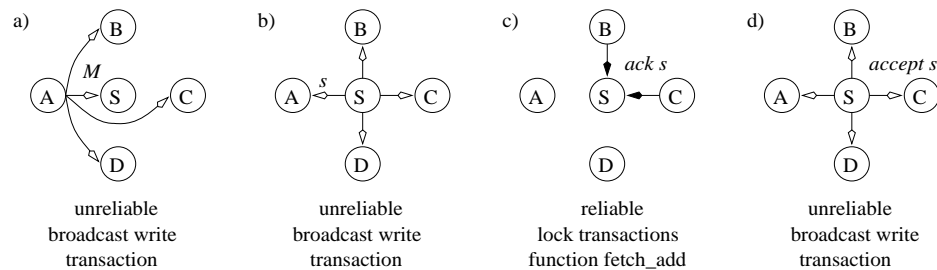 a)
B
M
A
S
C
D
unreliable
broadcast write
transaction
b)
B
s
A
S
C
D
unreliable
broadcast write
transaction
c)
B
ack s
A
S
C
D
reliable
lock transactions
function fetch_add
d)
B
accept s
A
S
C
D
unreliable
broadcast write
transaction